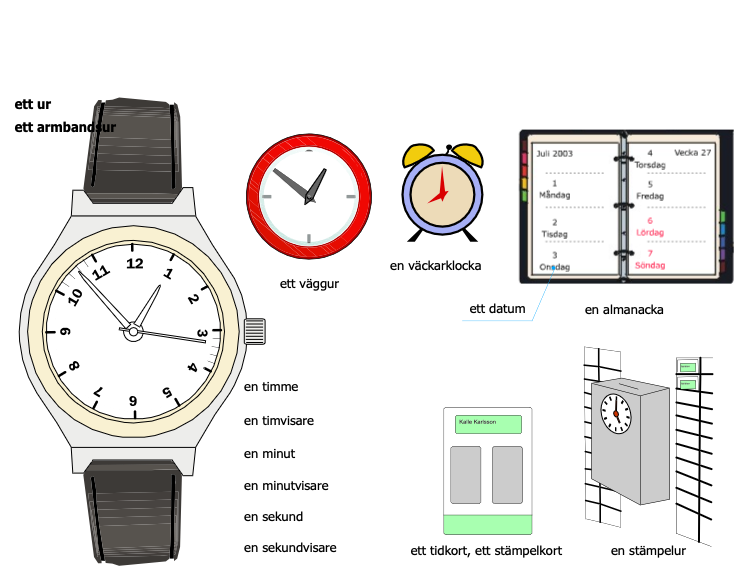 ett ur
ett armbandsur
12
1
2
3
4
5
6
7
8
9
10
11
ett väggur
en väckarklocka
Juli 2003
1
Måndag
2
Tisdag
3
Onsdag
4
Vecka 27
Torsdag
5
Fredag
6
Lördag
7
Söndag
ett datum
en almanacka
en timme
en timvisare
en minut
en minutvisare
en sekund
en sekundvisare
Kalle Karlsson
ett tidkort, ett stämpelkort
en stämpelur